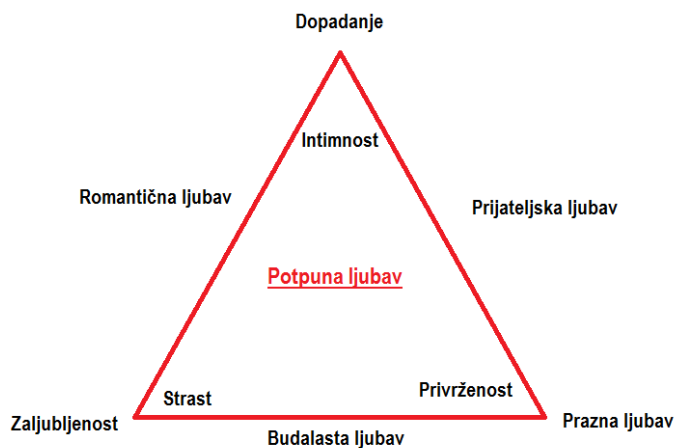 Dopadanje
Intimnost
Romantična ljubav
Prijateljska ljubav
Potpuna ljubav
Privrženost
Strast
Zaljubljenost
Prazna ljubav
Budalasta ljubav